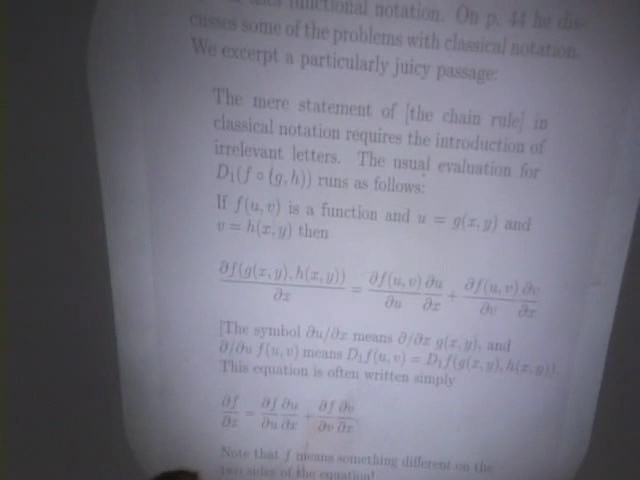 functional notation. On p. 44 he dis-
cusses some of the problems with classical notation.
We excerpt a particularly juicy passage:
The mere statement of [the chain rule] in
classical notation requires the introduction of
irrelevant letters. The usual evaluation for
D₁(f ∘ (g, h)) runs as follows:
If f(u, v) is a function and u = g(x, y) and
v = h(x, y) then
∂f(g(x, y), h(x, y))/∂x = ∂f(u, v)/∂u ∂u/∂x + ∂f(u, v)/∂v ∂v/∂x
[The symbol ∂u/∂x means ∂/∂x g(x, y), and
∂/∂u f(u, v) means D₁f(u, v) = D₁f(g(x, y), h(x, y)).
This equation is often written simply
∂f/∂x = ∂f/∂u ∂u/∂x + ∂f/∂v ∂v/∂x
Note that f means something different on the
two sides of the equation!